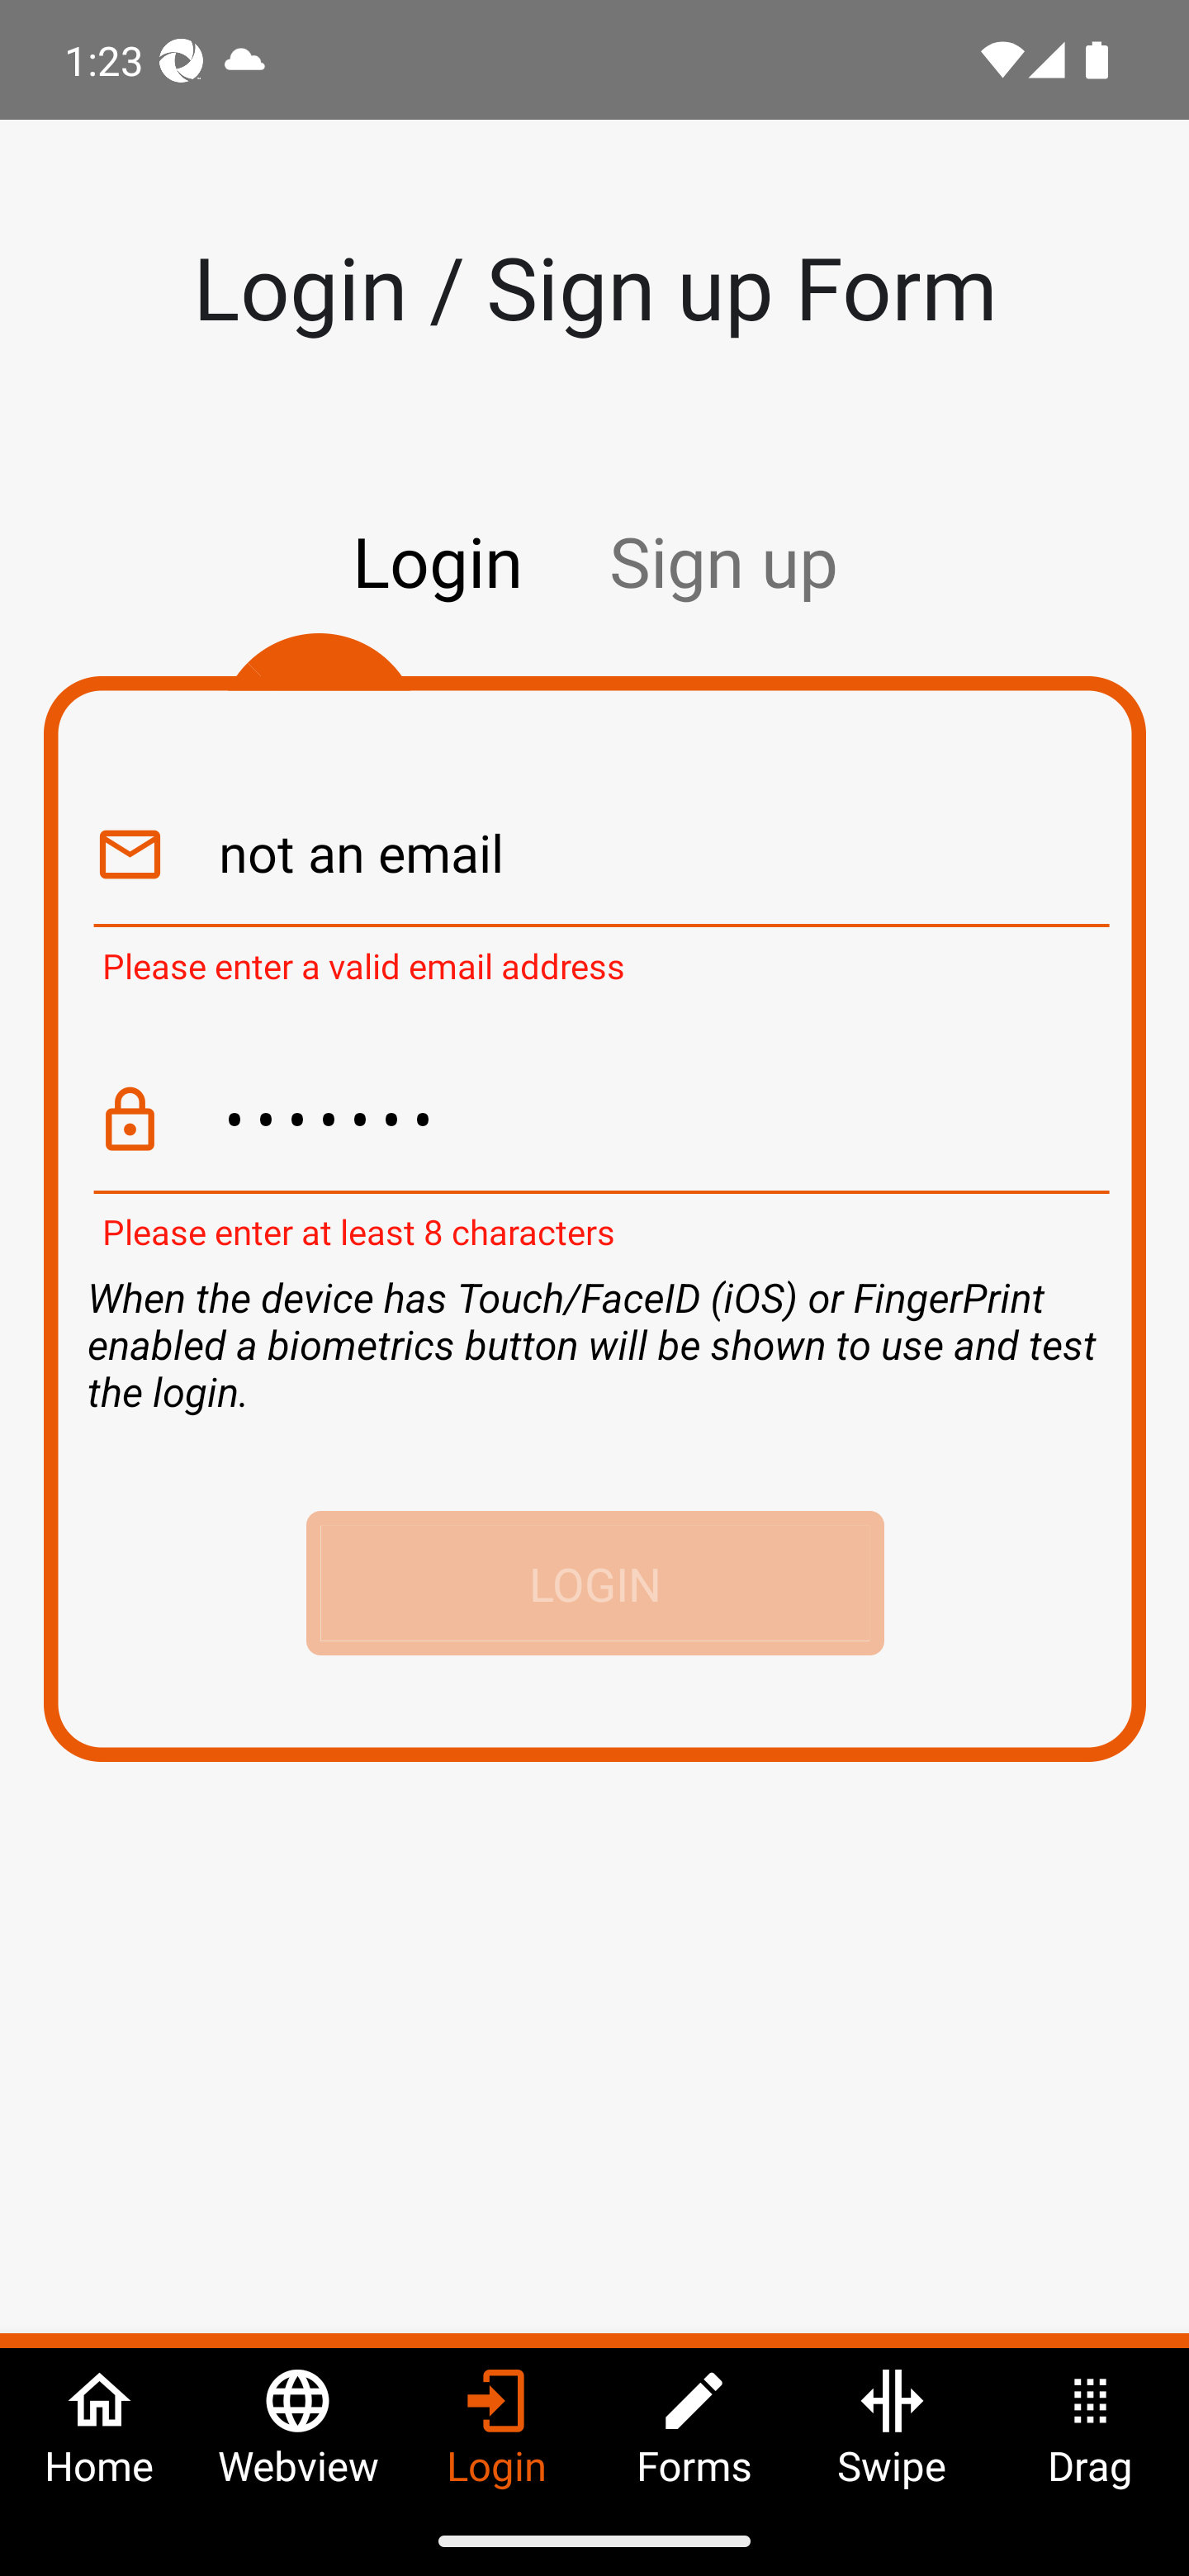 1:23
Login / Sign up Form
Login Sign up
not an email
Please enter a valid email address
•••••••
Please enter at least 8 characters
When the device has Touch/FaceID (iOS) or FingerPrint
enabled a biometrics button will be shown to use and test
the login.
LOGIN
Home Webview Login Forms Swipe Drag